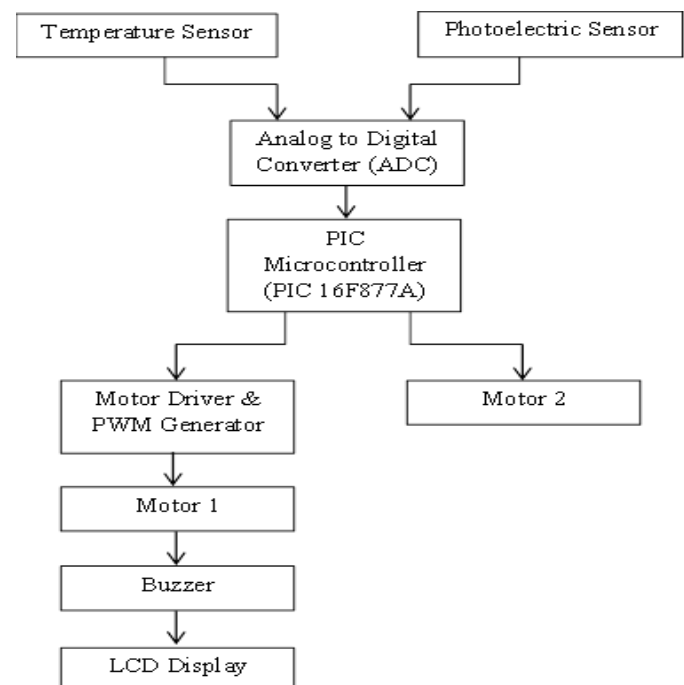 Temperature Sensor
Photoelectric Sensor
Analog to Digital
Converter (ADC)
PIC
Microcontroller
(PIC 16F877A)
Motor Driver &
PWM Generator
Motor 2
Motor 1
Buzzer
LCD Display